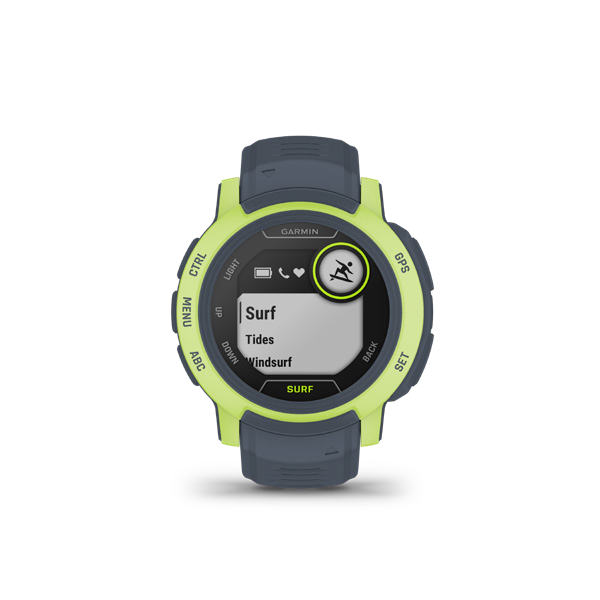 GARMIN
CTRL
LIGHT
GPS
MENU
UP
Surf
Tides
Windsurf
ABC
DOWN
BACK
SET
SURF